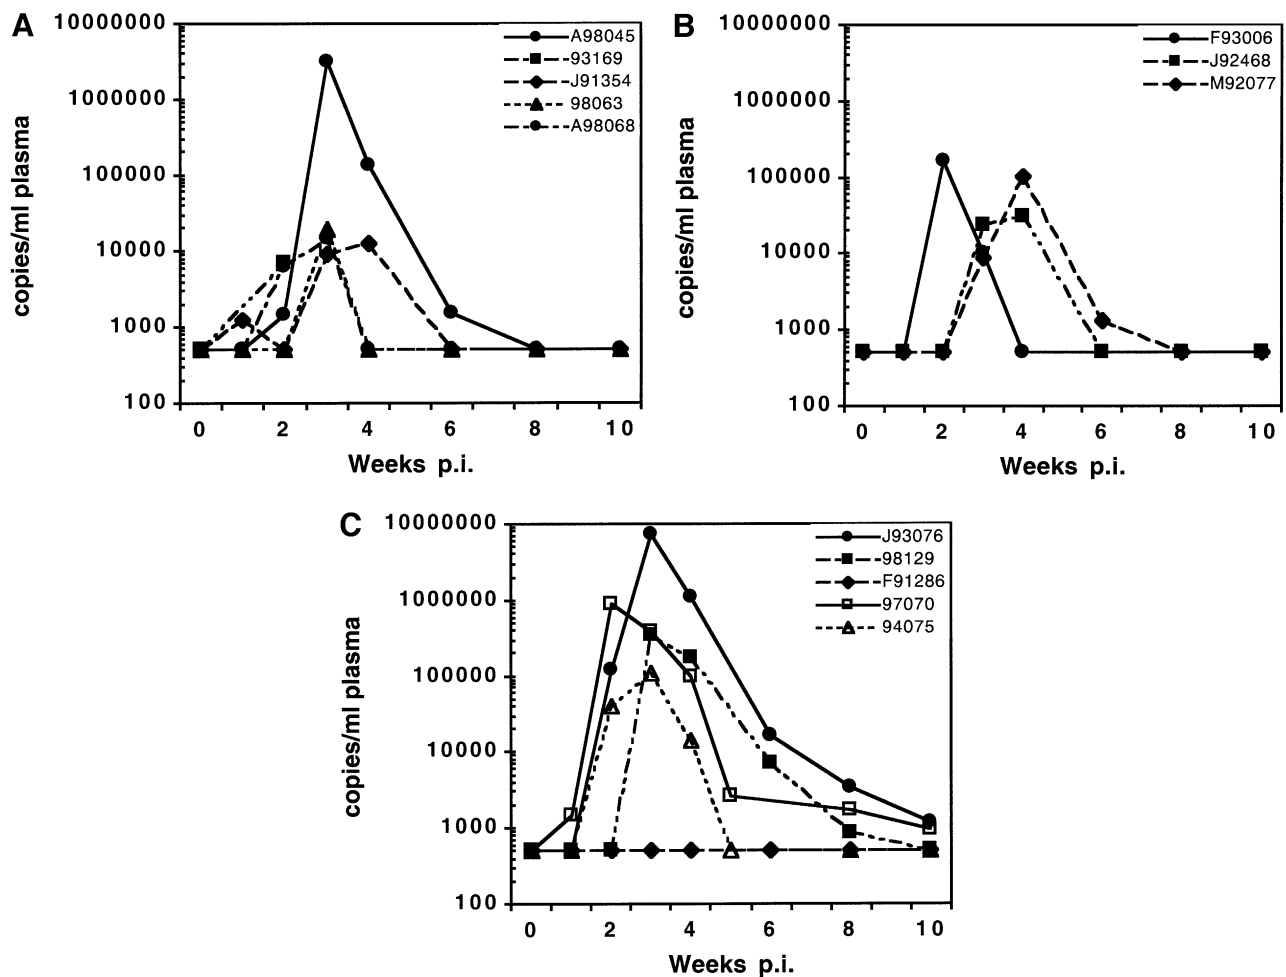 A
10000000
1000000
100000
10000
1000
100
copies/ml plasma
0 2 4 6 8 10
Weeks p.i.
A98045
93169
J91354
98063
A98068
B
10000000
1000000
100000
10000
1000
100
copies/ml plasma
0 2 4 6 8 10
Weeks p.i.
F93006
J92468
M92077
C
10000000
1000000
100000
10000
1000
100
copies/ml plasma
0 2 4 6 8 10
Weeks p.i.
J93076
98129
F91286
97070
94075